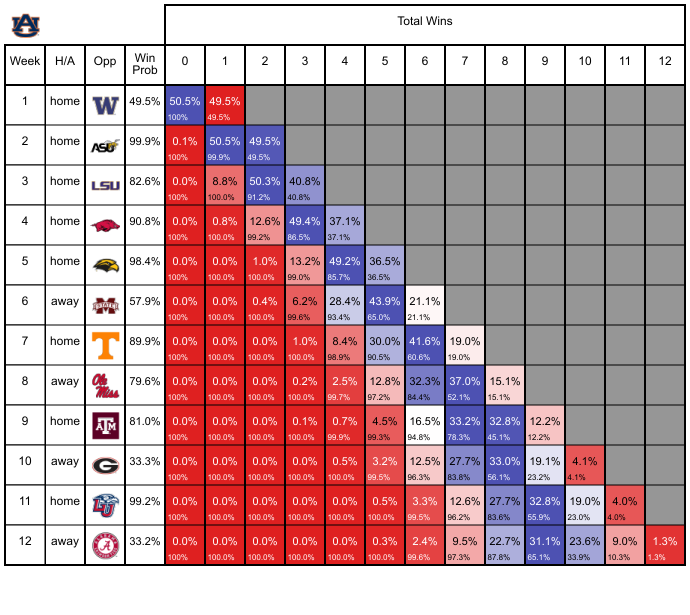 Total Wins
Week H/A Opp Win Prob 0 1 2 3 4 5 6 7 8 9 10 11 12
1 home W 49.5% 50.5% 49.5%
100% 49.5%
2 home ASU 99.9% 0.1% 50.5% 49.5%
100% 99.9% 49.5%
3 home LSU 82.6% 0.0% 8.8% 50.3% 40.8%
100% 100.0% 91.2% 40.8%
4 home 90.8% 0.0% 0.8% 12.6% 49.4% 37.1%
100% 100.0% 99.2% 86.5% 37.1%
5 home 98.4% 0.0% 0.0% 1.0% 13.2% 49.2% 36.5%
100% 100.0% 100.0% 99.0% 85.7% 36.5%
6 away STATE 57.9% 0.0% 0.0% 0.4% 6.2% 28.4% 43.9% 21.1%
100% 100.0% 100.0% 99.6% 93.4% 65.0% 21.1%
7 home T 89.9% 0.0% 0.0% 0.0% 1.0% 8.4% 30.0% 41.6% 19.0%
100% 100.0% 100.0% 100.0% 98.9% 90.5% 60.6% 19.0%
8 away Ole Miss 79.6% 0.0% 0.0% 0.0% 0.2% 2.5% 12.8% 32.3% 37.0% 15.1%
100% 100.0% 100.0% 100.0% 99.7% 97.2% 84.4% 52.1% 15.1%
9 home ATM 81.0% 0.0% 0.0% 0.0% 0.1% 0.7% 4.5% 16.5% 33.2% 32.8% 12.2%
100% 100.0% 100.0% 100.0% 99.9% 99.3% 94.8% 78.3% 45.1% 12.2%
10 away G 33.3% 0.0% 0.0% 0.0% 0.0% 0.5% 3.2% 12.5% 27.7% 33.0% 19.1% 4.1%
100% 100.0% 100.0% 100.0% 100.0% 99.5% 96.3% 83.8% 56.1% 23.2% 4.1%
11 home LU 99.2% 0.0% 0.0% 0.0% 0.0% 0.0% 0.5% 3.3% 12.6% 27.7% 32.8% 19.0% 4.0%
100% 100.0% 100.0% 100.0% 100.0% 100.0% 99.5% 96.2% 83.6% 55.9% 23.0% 4.0%
12 away A 33.2% 0.0% 0.0% 0.0% 0.0% 0.0% 0.3% 2.4% 9.5% 22.7% 31.1% 23.6% 9.0% 1.3%
100% 100.0% 100.0% 100.0% 100.0% 100.0% 99.6% 97.3% 87.8% 65.1% 33.9% 10.3% 1.3%